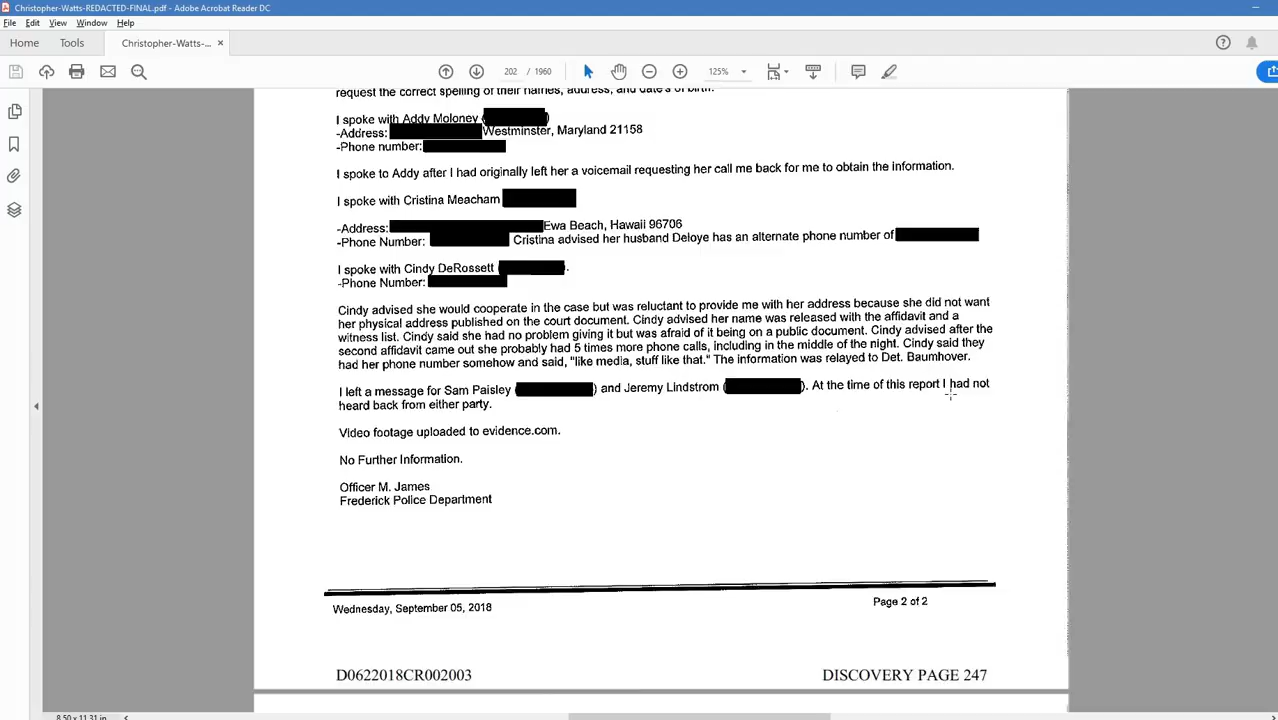 Christopher-Watts-REDACTED-FINAL.pdf - Adobe Acrobat Reader DC
File Edit View Window Help
Home Tools Christopher-Watts-... ×
202 / 1960 125%
request the correct spelling of their names, address, and date's of birth.
I spoke with Addy Moloney ( )
-Address: Westminster, Maryland 21158
-Phone number:
I spoke to Addy after I had originally left her a voicemail requesting her call me back for me to obtain the information.
I spoke with Cristina Meacham
-Address: Ewa Beach, Hawaii 96706
-Phone Number: Cristina advised her husband Deloye has an alternate phone number of
I spoke with Cindy DeRossett ( ).
-Phone Number:
Cindy advised she would cooperate in the case but was reluctant to provide me with her address because she did not want
her physical address published on the court document. Cindy advised her name was released with the affidavit and a
witness list. Cindy said she had no problem giving it but was afraid of it being on a public document. Cindy advised after the
second affidavit came out she probably had 5 times more phone calls, including in the middle of the night. Cindy said they
had her phone number somehow and said, "like media, stuff like that." The information was relayed to Det. Baumhover.
I left a message for Sam Paisley ( ) and Jeremy Lindstrom ( ). At the time of this report I had not
heard back from either party.
Video footage uploaded to evidence.com.
No Further Information.
Officer M. James
Frederick Police Department
Wednesday, September 05, 2018 Page 2 of 2
D0622018CR002003 DISCOVERY PAGE 247
8.50 x 11.31 in